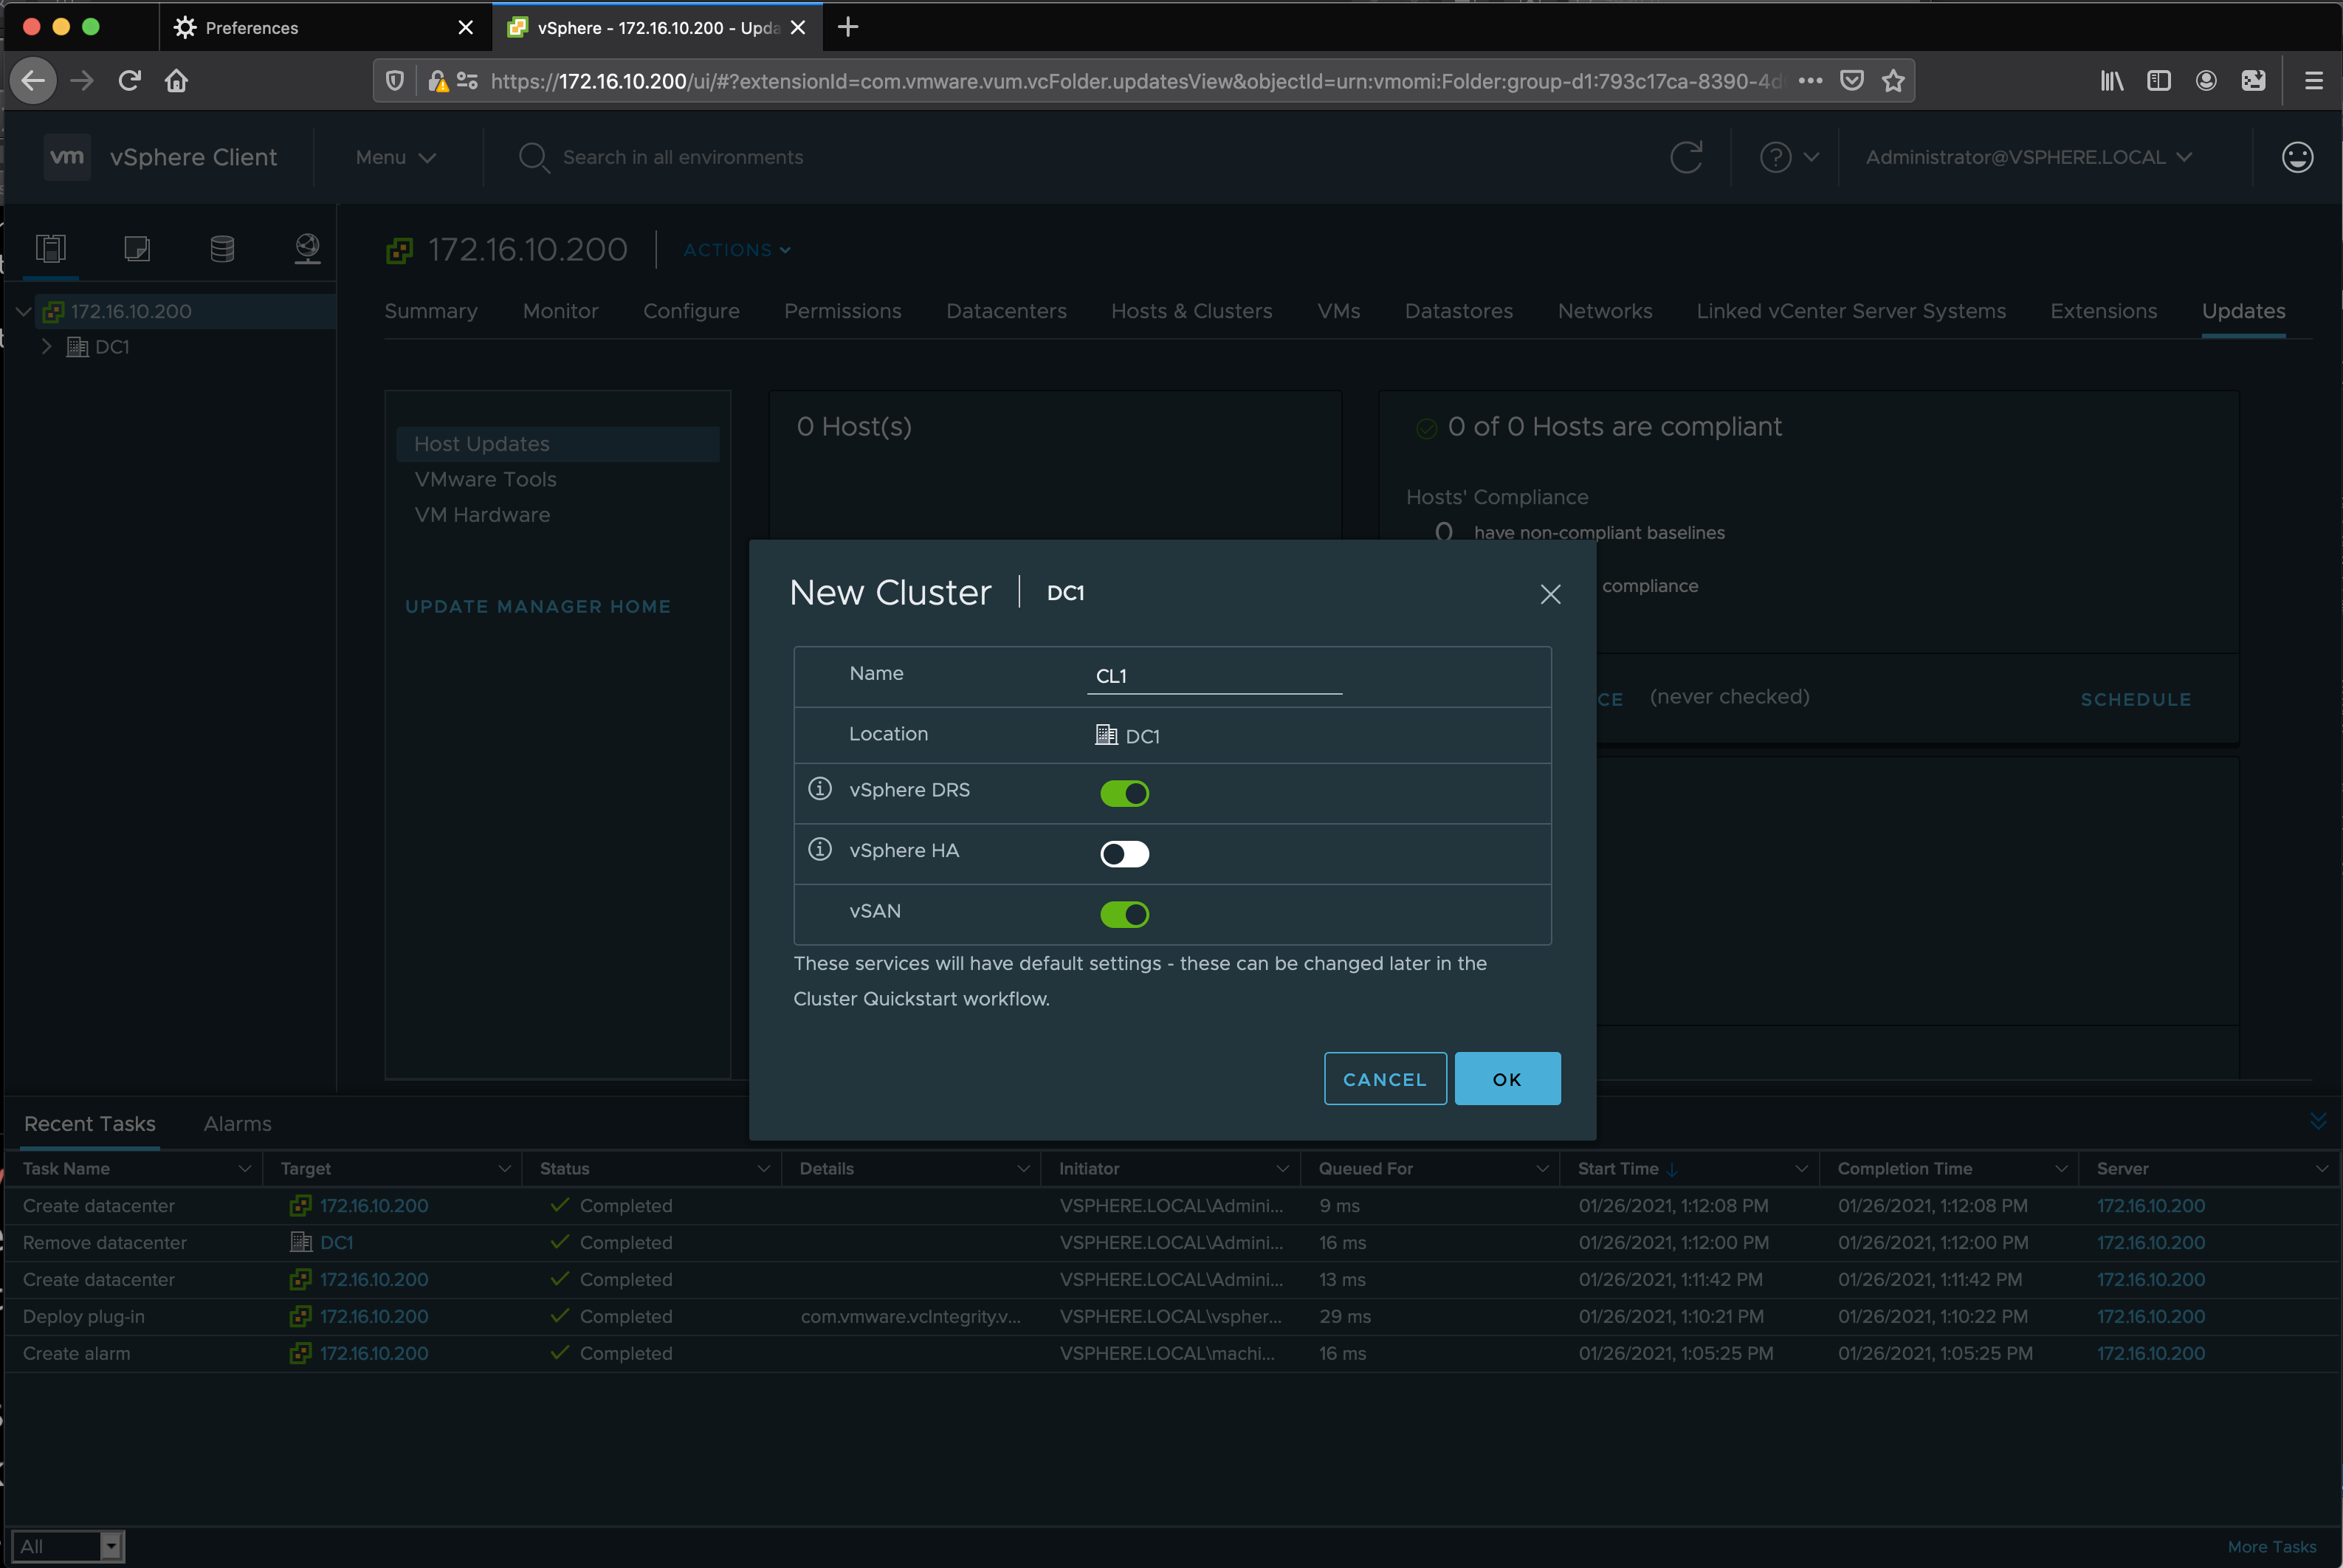 Preferences
vSphere - 172.16.10.200 - Upda
https://172.16.10.200/ui/#?extensionId=com.vmware.vum.vcFolder.updatesView&objectId=urn:vmomi:Folder:group-d1:793c17ca-8390-4d
vm vSphere Client Menu Search in all environments Administrator@VSPHERE.LOCAL
172.16.10.200 ACTIONS
Summary Monitor Configure Permissions Datacenters Hosts & Clusters VMs Datastores Networks Linked vCenter Server Systems Extensions Updates
172.16.10.200
DC1
Host Updates
VMware Tools
VM Hardware
UPDATE MANAGER HOME
0 Host(s)
0 of 0 Hosts are compliant
Hosts' Compliance
0 have non-compliant baselines
compliance
CE (never checked) SCHEDULE
New Cluster DC1
Name CL1
Location DC1
vSphere DRS
vSphere HA
vSAN
These services will have default settings - these can be changed later in the
Cluster Quickstart workflow.
CANCEL OK
Recent Tasks Alarms
Task Name Target Status Details Initiator Queued For Start Time Completion Time Server
Create datacenter 172.16.10.200 Completed VSPHERE.LOCAL\Admini... 9 ms 01/26/2021, 1:12:08 PM 01/26/2021, 1:12:08 PM 172.16.10.200
Remove datacenter DC1 Completed VSPHERE.LOCAL\Admini... 16 ms 01/26/2021, 1:12:00 PM 01/26/2021, 1:12:00 PM 172.16.10.200
Create datacenter 172.16.10.200 Completed VSPHERE.LOCAL\Admini... 13 ms 01/26/2021, 1:11:42 PM 01/26/2021, 1:11:42 PM 172.16.10.200
Deploy plug-in 172.16.10.200 Completed com.vmware.vcIntegrity.v... VSPHERE.LOCAL\vspher... 29 ms 01/26/2021, 1:10:21 PM 01/26/2021, 1:10:22 PM 172.16.10.200
Create alarm 172.16.10.200 Completed VSPHERE.LOCAL\machi... 16 ms 01/26/2021, 1:05:25 PM 01/26/2021, 1:05:25 PM 172.16.10.200
All More Tasks